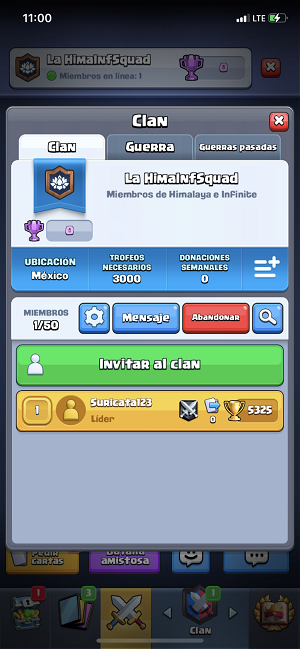 11:00
LTE
La HimaInfSquad
Miembros en línea: 1
0
Clan
Clan
Guerra
Guerras pasadas
La HimaInfSquad
Miembros de Himalaya e Infinite
0
UBICACIÓN
México
TROFEOS
NECESARIOS
3000
DONACIONES
SEMANALES
0
MIEMBROS
1/50
Mensaje
Abandonar
Invitar al clan
1
Suricata123
Líder
0
5325
Pedir
cartas
Batalla
amistosa
1
3
1
Clan